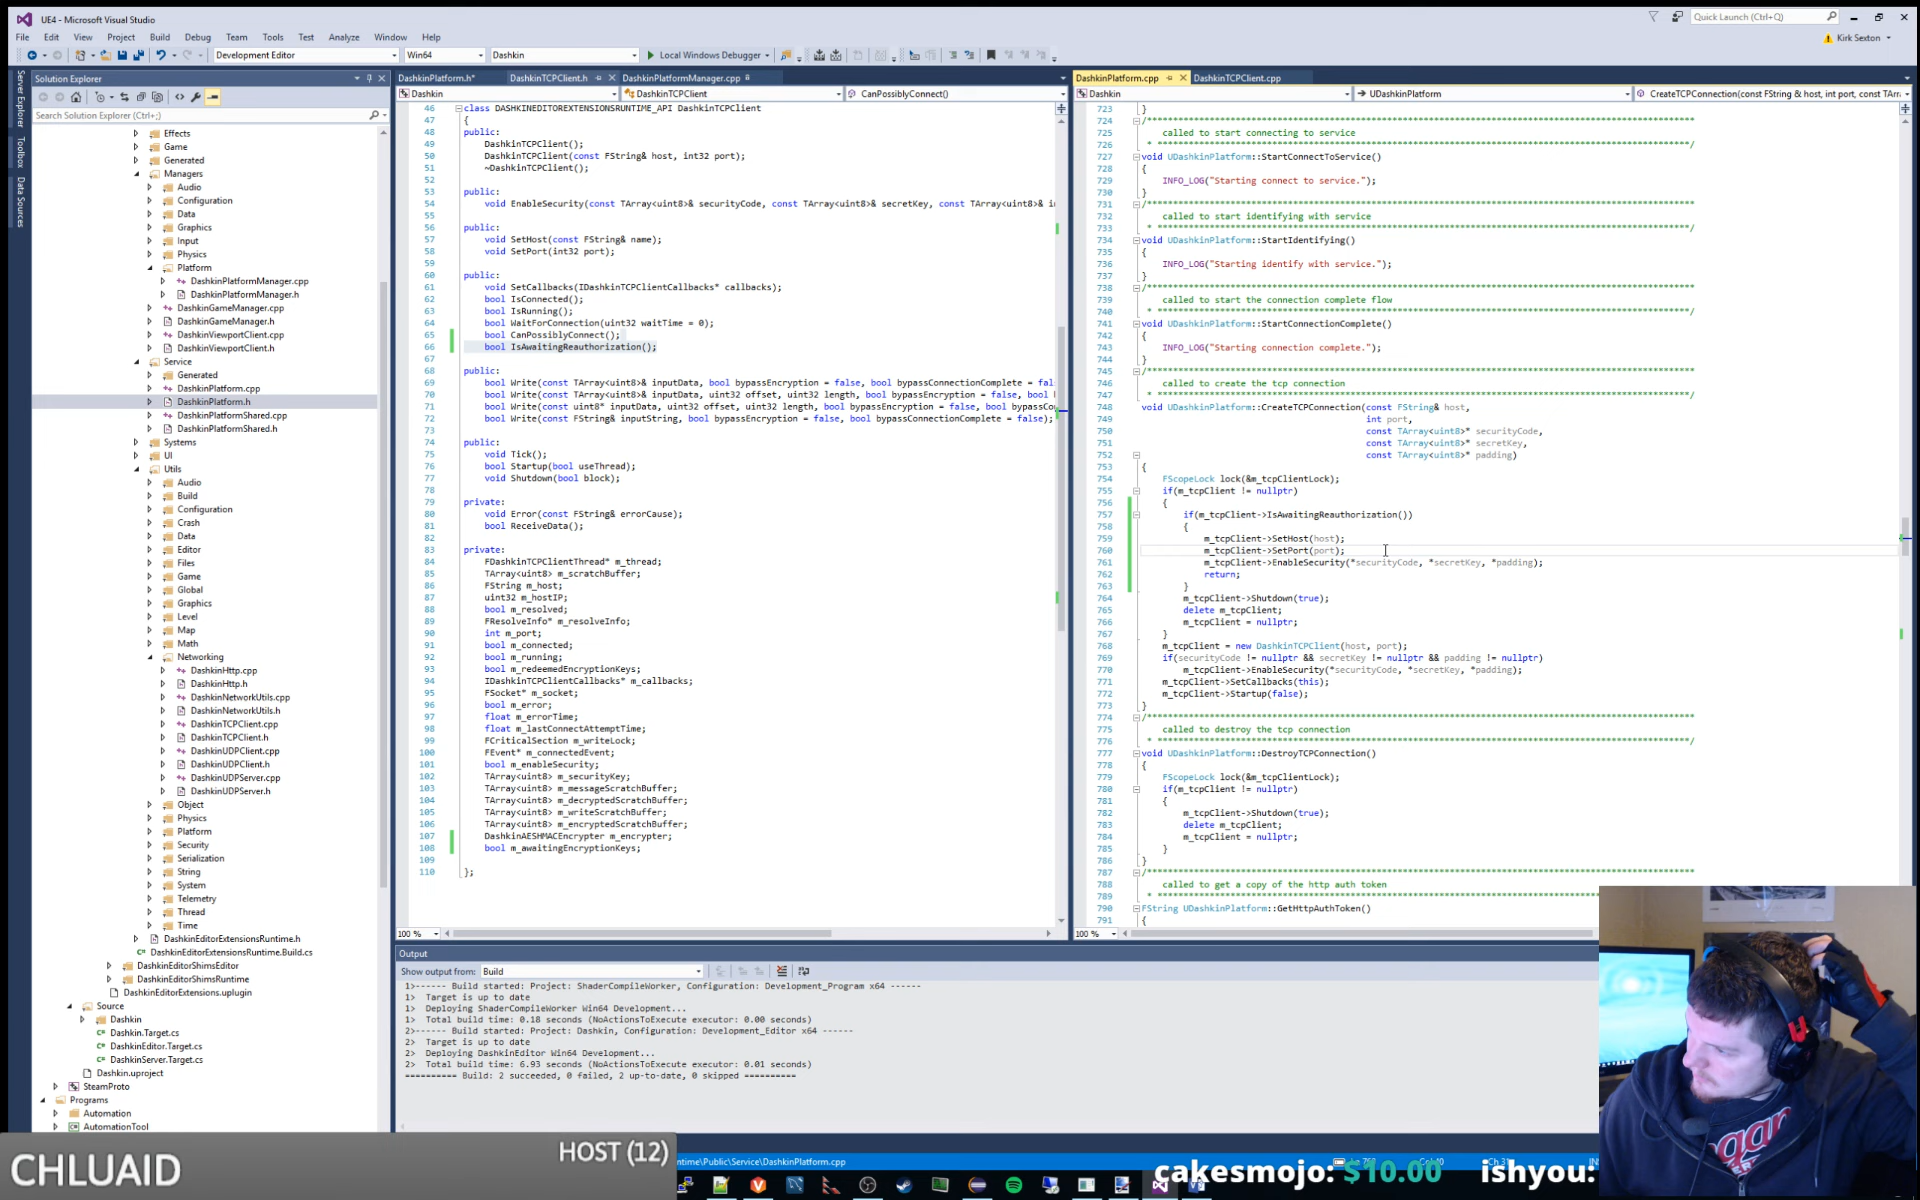 UE4 - Microsoft Visual Studio
Quick Launch (Ctrl+Q)
File Edit View Project Build Debug Team Tools Test Analyze Window Help
Kirk Sexton
Development Editor Win64 Dashkin Local Windows Debugger
Server Explorer
Toolbox
Data Sources
Solution Explorer
Search Solution Explorer (Ctrl+;)
Effects
Game
Generated
Managers
Audio
Configuration
Data
Graphics
Input
Physics
Platform
DashkinPlatformManager.cpp
DashkinPlatformManager.h
DashkinGameManager.cpp
DashkinGameManager.h
DashkinViewportClient.cpp
DashkinViewportClient.h
Service
Generated
DashkinPlatform.cpp
DashkinPlatform.h
DashkinPlatformShared.cpp
DashkinPlatformShared.h
Systems
UI
Utils
Audio
Build
Configuration
Crash
Data
Editor
Files
Game
Global
Graphics
Level
Map
Math
Networking
DashkinHttp.cpp
DashkinHttp.h
DashkinNetworkUtils.cpp
DashkinNetworkUtils.h
DashkinTCPClient.cpp
DashkinTCPClient.h
DashkinUDPClient.cpp
DashkinUDPClient.h
DashkinUDPServer.cpp
DashkinUDPServer.h
Object
Physics
Platform
Security
Serialization
String
System
Telemetry
Thread
Time
DashkinEditorExtensionsRuntime.h
DashkinEditorExtensionsRuntime.Build.cs
DashkinEditorShimsEditor
DashkinEditorShimsRuntime
DashkinEditorExtensions.uplugin
Source
Dashkin
Dashkin.Target.cs
DashkinEditor.Target.cs
DashkinServer.Target.cs
Dashkin.uproject
SteamProto
Programs
Automation
AutomationTool
DashkinPlatform.h* DashkinTCPClient.h DashkinPlatformManager.cpp
Dashkin DashkinTCPClient CanPossiblyConnect()
46 class DASHKINEDITOREXTENSIONSRUNTIME_API DashkinTCPClient
47 {
48 public:
49 DashkinTCPClient();
50 DashkinTCPClient(const FString& host, int32 port);
51 ~DashkinTCPClient();
52
53 public:
54 void EnableSecurity(const TArray<uint8>& securityCode, const TArray<uint8>& secretKey, const TArray<uint8>& i
55
56 public:
57 void SetHost(const FString& name);
58 void SetPort(int32 port);
59
60 public:
61 void SetCallbacks(IDashkinTCPClientCallbacks* callbacks);
62 bool IsConnected();
63 bool IsRunning();
64 bool WaitForConnection(uint32 waitTime = 0);
65 bool CanPossiblyConnect();
66 bool IsAwaitingReauthorization();
67
68 public:
69 bool Write(const TArray<uint8>& inputData, bool bypassEncryption = false, bool bypassConnectionComplete = fal
70 bool Write(const TArray<uint8>& inputData, uint32 offset, uint32 length, bool bypassEncryption = false, bool
71 bool Write(const uint8* inputData, uint32 offset, uint32 length, bool bypassEncryption = false, bool bypassCo
72 bool Write(const FString& inputString, bool bypassEncryption = false, bool bypassConnectionComplete = false);
73
74 public:
75 void Tick();
76 bool Startup(bool useThread);
77 bool Shutdown(bool block);
78
79 private:
80 void Error(const FString& errorCause);
81 bool ReceiveData();
82
83 private:
84 FDashkinTCPClientThread* m_thread;
85 TArray<uint8> m_scratchBuffer;
86 FString m_host;
87 uint32 m_hostIP;
88 bool m_resolved;
89 FResolveInfo* m_resolveInfo;
90 int m_port;
91 bool m_connected;
92 bool m_running;
93 bool m_redeemedEncryptionKeys;
94 IDashkinTCPClientCallbacks* m_callbacks;
95 FSocket* m_socket;
96 bool m_error;
97 float m_errorTime;
98 float m_lastConnectAttemptTime;
99 FCriticalSection m_writeLock;
100 FEvent* m_connectedEvent;
101 bool m_enableSecurity;
102 TArray<uint8> m_securityKey;
103 TArray<uint8> m_messageScratchBuffer;
104 TArray<uint8> m_decryptedScratchBuffer;
105 TArray<uint8> m_writeScratchBuffer;
106 TArray<uint8> m_encryptedScratchBuffer;
107 DashkinAESHMACEncrypter m_encrypter;
108 bool m_awaitingEncryptionKeys;
109
110 };
100 %
DashkinPlatform.cpp DashkinTCPClient.cpp
Dashkin UDashkinPlatform CreateTCPConnection(const FString & host, int port, const TArra
723 }
724 /************************************************
725 called to start connecting to service
726 * ************************************************/
727 void UDashkinPlatform::StartConnectToService()
728 {
729 INFO_LOG("Starting connect to service.");
730 }
731 /************************************************
732 called to start identifying with service
733 * ************************************************/
734 void UDashkinPlatform::StartIdentifying()
735 {
736 INFO_LOG("Starting identify with service.");
737 }
738 /************************************************
739 called to start the connection complete flow
740 * ************************************************/
741 void UDashkinPlatform::StartConnectionComplete()
742 {
743 INFO_LOG("Starting connection complete.");
744 }
745 /************************************************
746 called to create the tcp connection
747 * ************************************************/
748 void UDashkinPlatform::CreateTCPConnection(const FString& host,
749 int port,
750 const TArray<uint8>* securityCode,
751 const TArray<uint8>* secretKey,
752 const TArray<uint8>* padding)
753 {
754 FScopeLock lock(&m_tcpClientLock);
755 if(m_tcpClient != nullptr)
756 {
757 if(m_tcpClient->IsAwaitingReauthorization())
758 {
759 m_tcpClient->SetHost(host);
760 m_tcpClient->SetPort(port);
761 m_tcpClient->EnableSecurity(*securityCode, *secretKey, *padding);
762 return;
763 }
764 m_tcpClient->Shutdown(true);
765 delete m_tcpClient;
766 m_tcpClient = nullptr;
767 }
768 m_tcpClient = new DashkinTCPClient(host, port);
769 if(securityCode != nullptr && secretKey != nullptr && padding != nullptr)
770 m_tcpClient->EnableSecurity(*securityCode, *secretKey, *padding);
771 m_tcpClient->SetCallbacks(this);
772 m_tcpClient->Startup(false);
773 }
774 /************************************************
775 called to destroy the tcp connection
776 * ************************************************/
777 void UDashkinPlatform::DestroyTCPConnection()
778 {
779 FScopeLock lock(&m_tcpClientLock);
780 if(m_tcpClient != nullptr)
781 {
782 m_tcpClient->Shutdown(true);
783 delete m_tcpClient;
784 m_tcpClient = nullptr;
785 }
786 }
787 /************************************************
788 called to get a copy of the http auth token
789 * ************************************************
790 FString UDashkinPlatform::GetHttpAuthToken()
791 {
100 %
Output
Show output from: Build
1>------ Build started: Project: ShaderCompileWorker, Configuration: Development_Program x64 ------
1> Target is up to date
1> Deploying ShaderCompileWorker Win64 Development...
1> Total build time: 0.18 seconds (NoActionsToExecute executor: 0.00 seconds)
2>------ Build started: Project: Dashkin, Configuration: Development_Editor x64 ------
2> Target is up to date
2> Deploying DashkinEditor Win64 Development...
2> Total build time: 6.93 seconds (NoActionsToExecute executor: 0.01 seconds)
========== Build: 2 succeeded, 0 failed, 2 up-to-date, 0 skipped ==========
CHLUAID
HOST (12)
ntime\Public\Service\DashkinPlatform.cpp
cakesmojo: $10.00 ishyou: